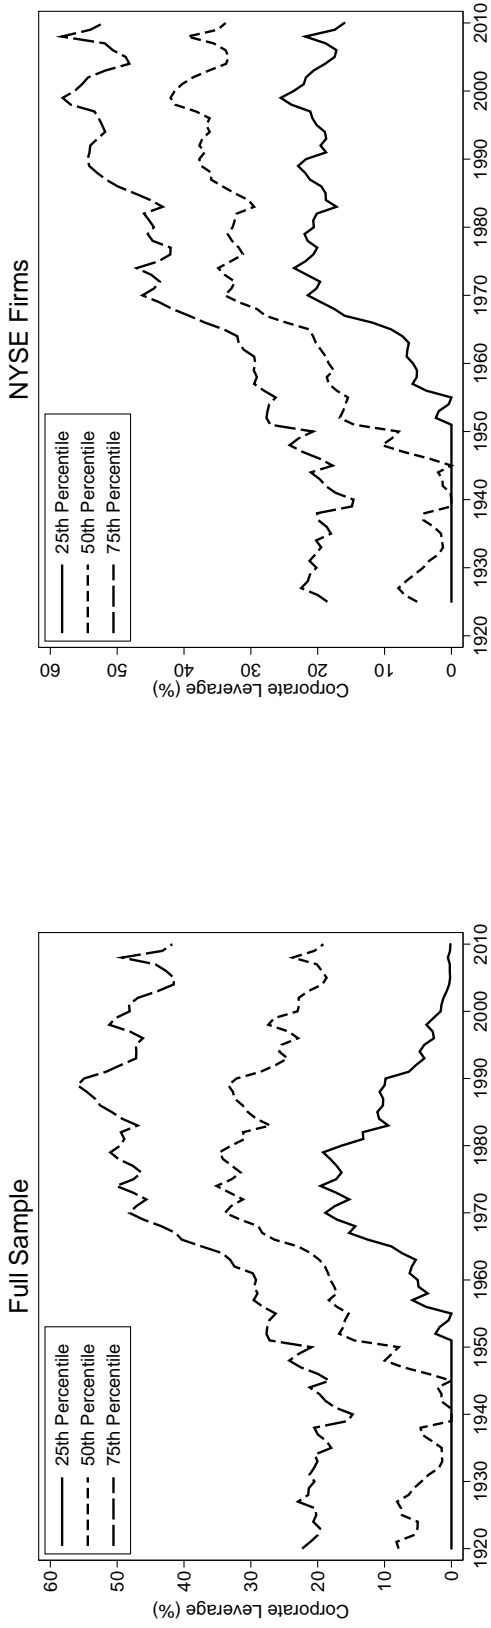 Full Sample
25th Percentile
50th Percentile
75th Percentile
Corporate Leverage (%)
60
50
40
30
20
10
0
1920 1930 1940 1950 1960 1970 1980 1990 2000 2010
NYSE Firms
25th Percentile
50th Percentile
75th Percentile
Corporate Leverage (%)
60
50
40
30
20
10
0
1920 1930 1940 1950 1960 1970 1980 1990 2000 2010